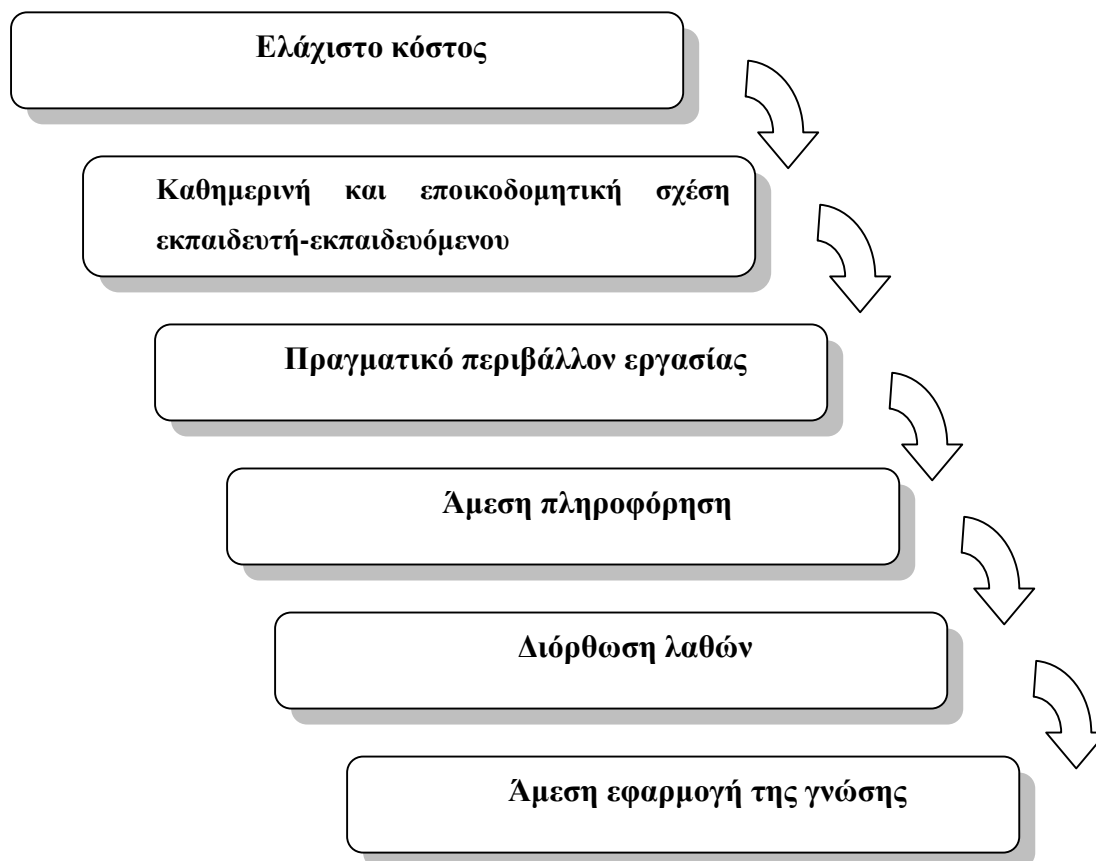 Ελάχιστο κόστος
Καθημερινή και εποικοδομητική σχέση
εκπαιδευτή-εκπαιδευόμενου
Πραγματικό περιβάλλον εργασίας
Άμεση πληροφόρηση
Διόρθωση λαθών
Άμεση εφαρμογή της γνώσης